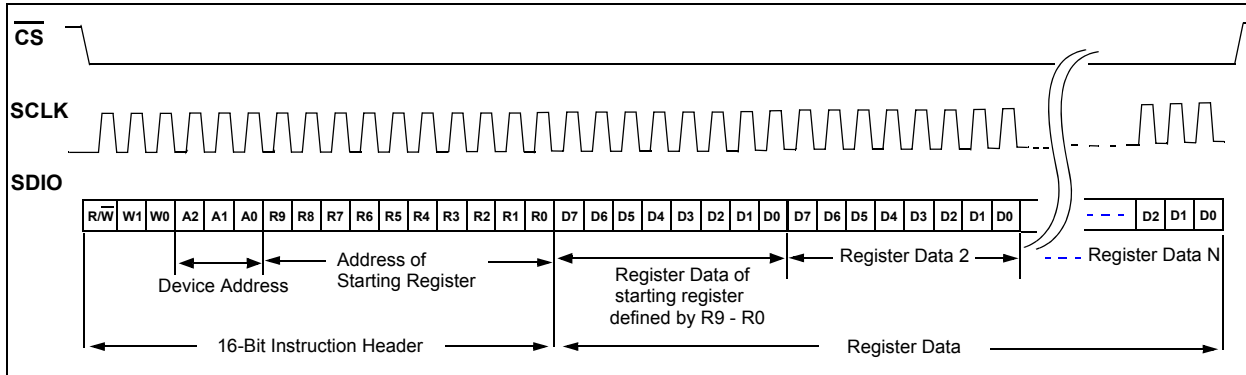 CS
SCLK
SDIO
R/W W1 W0 A2 A1 A0 R9 R8 R7 R6 R5 R4 R3 R2 R1 R0 D7 D6 D5 D4 D3 D2 D1 D0 D7 D6 D5 D4 D3 D2 D1 D0 D2 D1 D0
Device Address
Address of
Starting Register
Register Data of
starting register
defined by R9 - R0
Register Data 2
Register Data N
16-Bit Instruction Header
Register Data